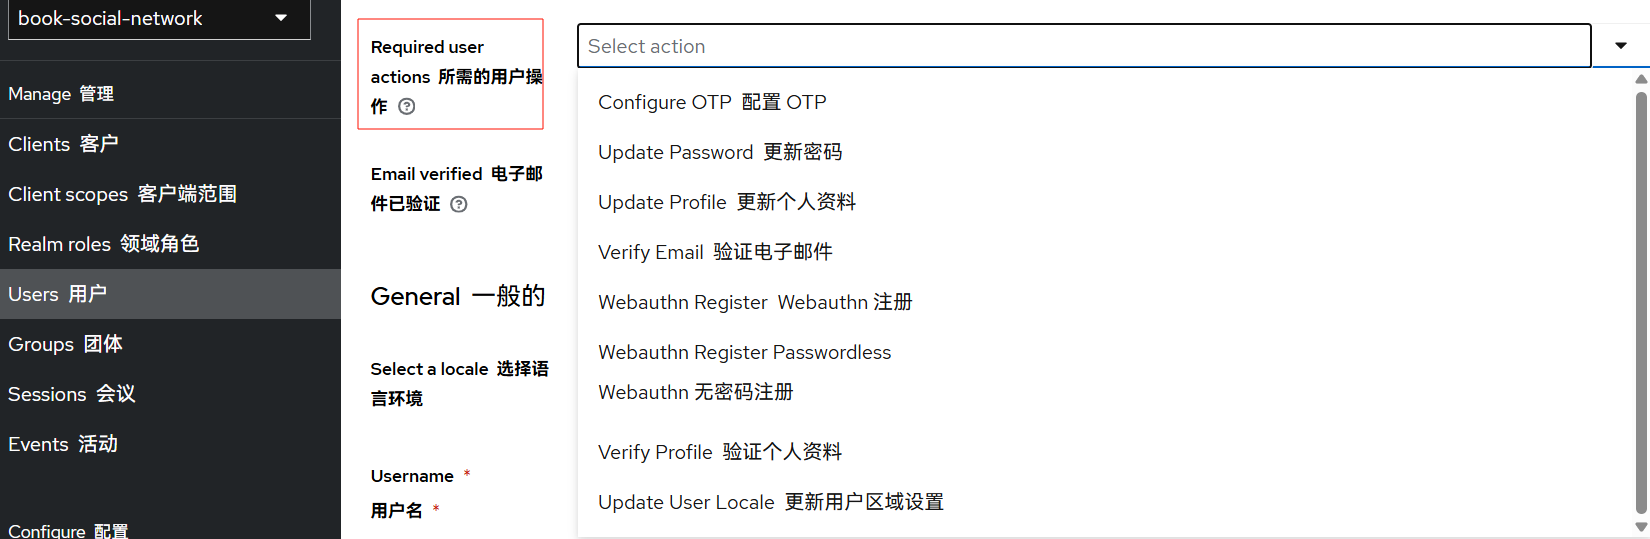 book-social-network
Manage 管理
Clients 客户
Client scopes 客户端范围
Realm roles 领域角色
Users 用户
Groups 团体
Sessions 会议
Events 活动
Configure 配置
Required user
actions 所需的用户操
作
Email verified 电子邮
件已验证
General 一般的
Select a locale 选择语
言环境
Username *
用户名 *
Select action
Configure OTP 配置 OTP
Update Password 更新密码
Update Profile 更新个人资料
Verify Email 验证电子邮件
Webauthn Register Webauthn 注册
Webauthn Register Passwordless
Webauthn 无密码注册
Verify Profile 验证个人资料
Update User Locale 更新用户区域设置